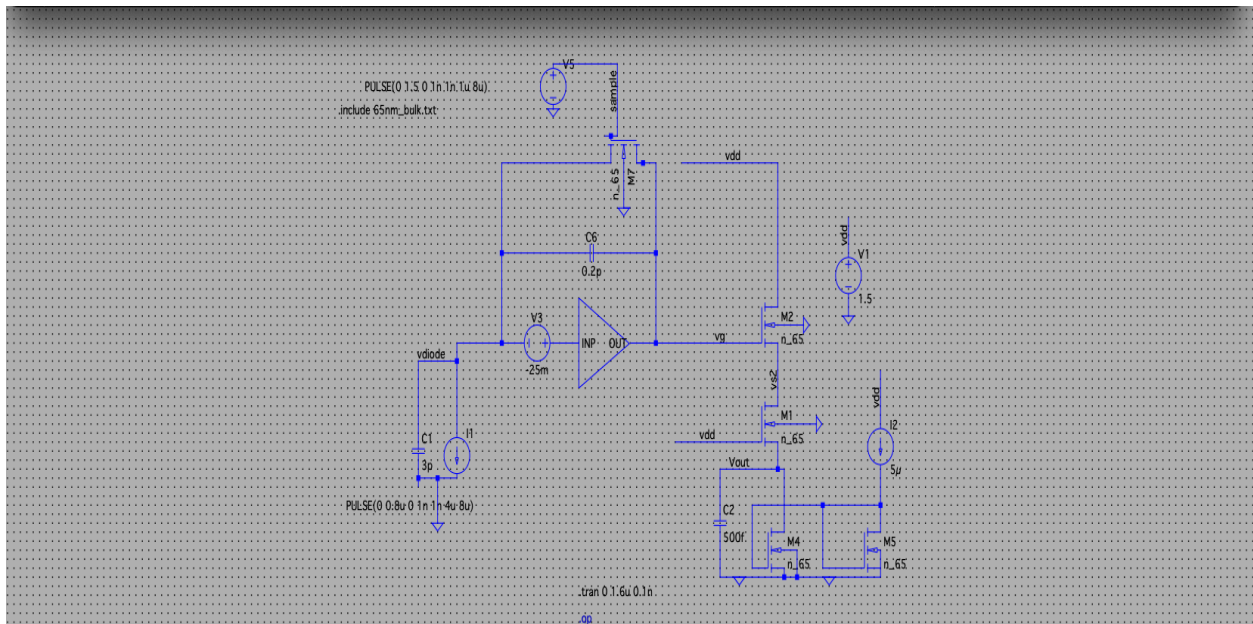 V5
PULSE(0 1.5 0 1n 1n 1u 8u)
sample
.include 65nm_bulk.txt
n_65
M7
vdd
C6
0.2p
vdd
V1
1.5
V3
-25m
INP
OUT
vg
M2
n_65
vdiode
vs2
M1
n_65
vdd
vdd
I2
5µ
C1
3p
I1
PULSE(0 0.8u 0 1n 1n 4u 8u)
Vout
C2
500f
M4
n_65
M5
n_65
.tran 0 1.6u 0.1n
.op